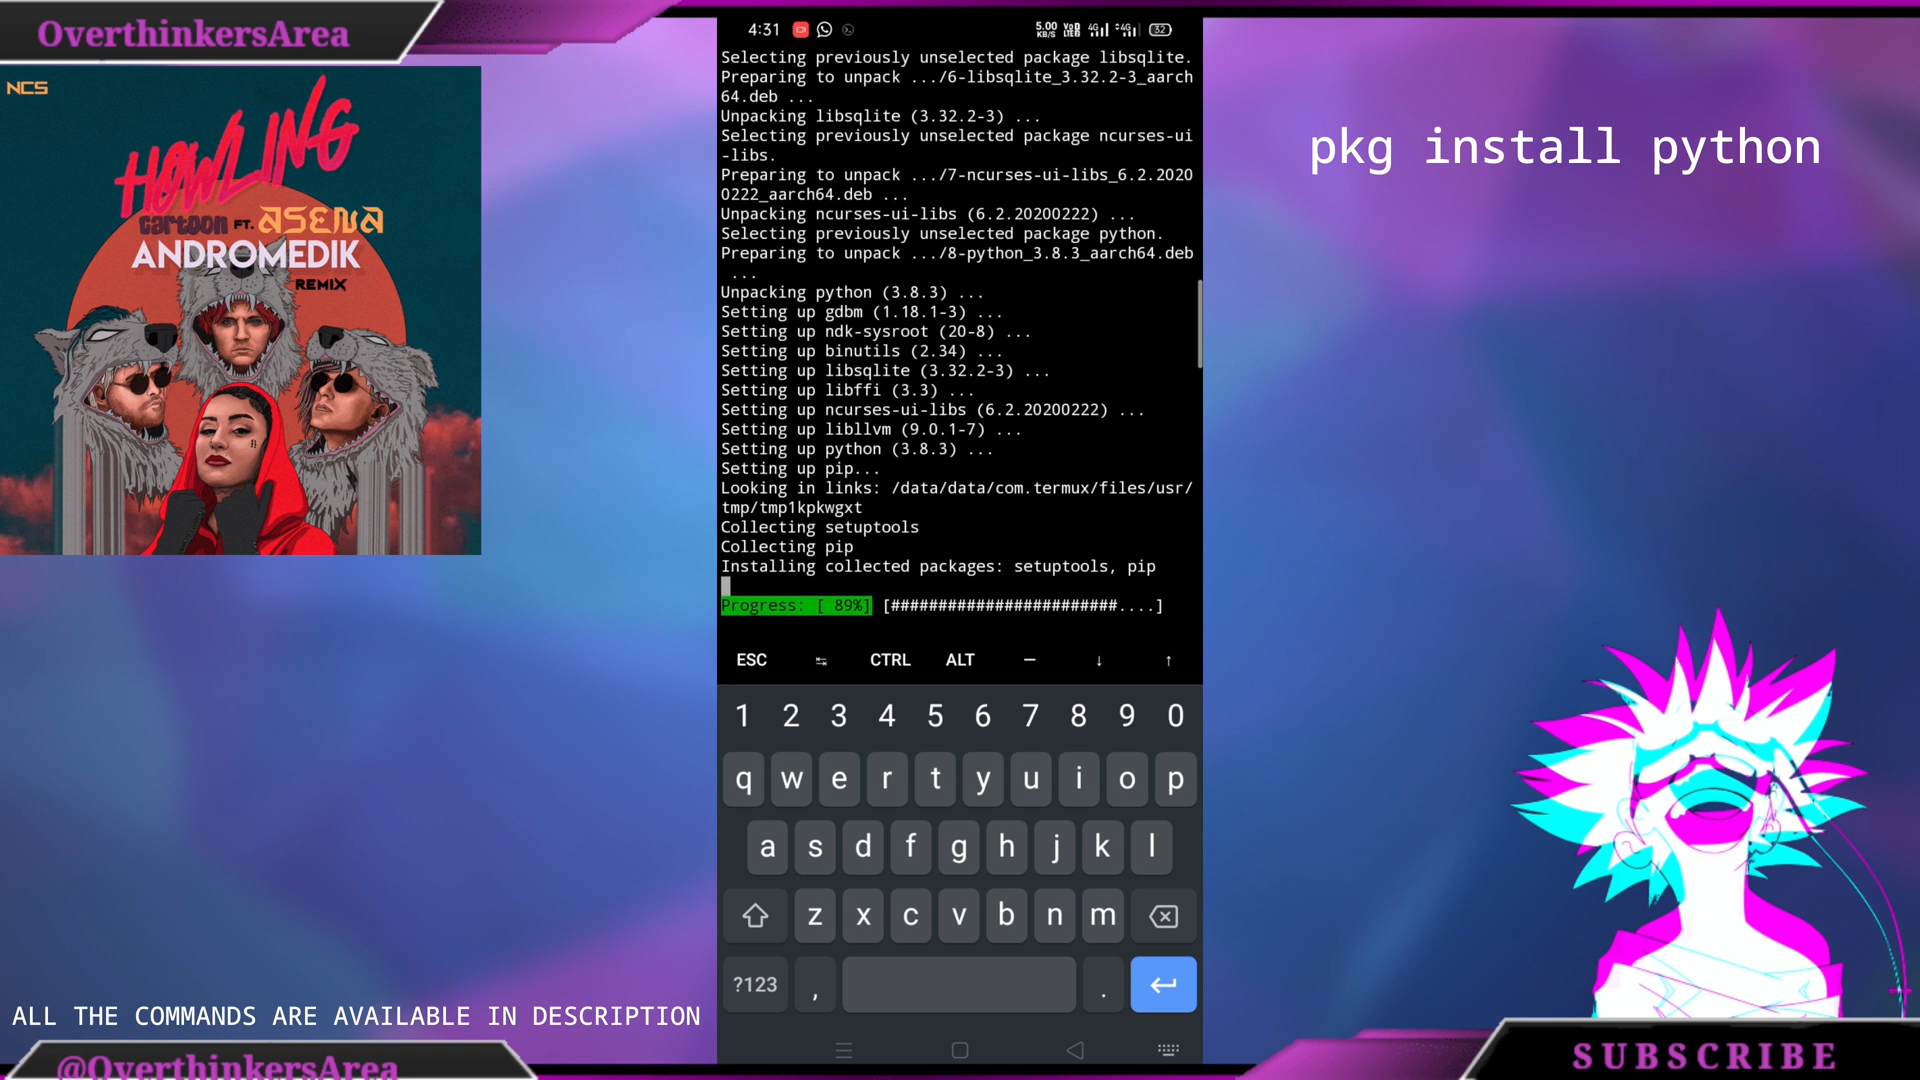 OverthinkersArea
NCS
HOWLING
cartoon FT. ASENA
ANDROMEDIK
REMIX
ALL THE COMMANDS ARE AVAILABLE IN DESCRIPTION
@OverthinkersArea
4:31
5.00 KB/S VoD LTE 4G 4G 32
Selecting previously unselected package libsqlite.
Preparing to unpack .../6-libsqlite_3.32.2-3_aarch
64.deb ...
Unpacking libsqlite (3.32.2-3) ...
Selecting previously unselected package ncurses-ui
-libs.
Preparing to unpack .../7-ncurses-ui-libs_6.2.2020
0222_aarch64.deb ...
Unpacking ncurses-ui-libs (6.2.20200222) ...
Selecting previously unselected package python.
Preparing to unpack .../8-python_3.8.3_aarch64.deb
...
Unpacking python (3.8.3) ...
Setting up gdbm (1.18.1-3) ...
Setting up ndk-sysroot (20-8) ...
Setting up binutils (2.34) ...
Setting up libsqlite (3.32.2-3) ...
Setting up libffi (3.3) ...
Setting up ncurses-ui-libs (6.2.20200222) ...
Setting up libllvm (9.0.1-7) ...
Setting up python (3.8.3) ...
Setting up pip...
Looking in links: /data/data/com.termux/files/usr/
tmp/tmp1kpkwgxt
Collecting setuptools
Collecting pip
Installing collected packages: setuptools, pip
Progress: [ 89%] [########################....]
ESC ↹ CTRL ALT — ↓ ↑
1 2 3 4 5 6 7 8 9 0
q w e r t y u i o p
a s d f g h j k l
z x c v b n m
?123 , .
pkg install python
SUBSCRIBE